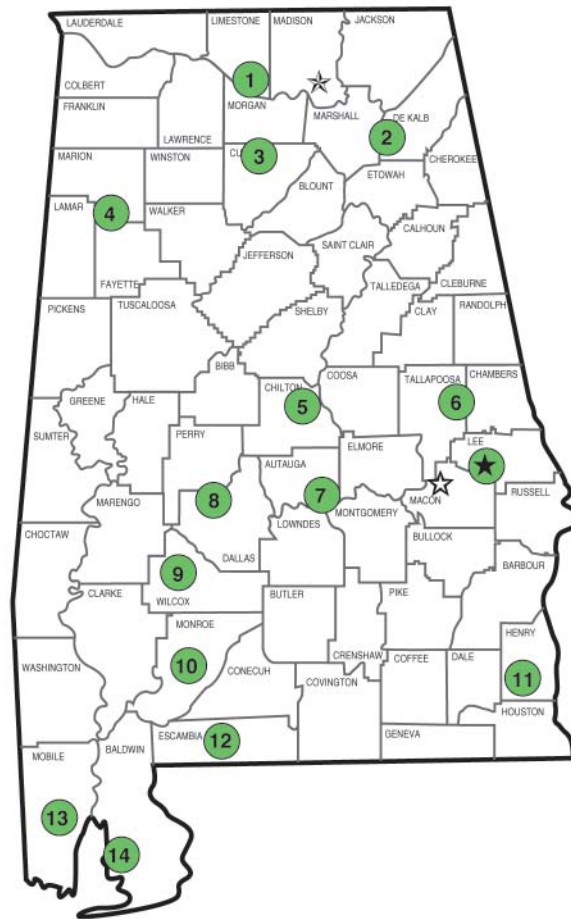 LAUDERDALE
LIMESTONE
MADISON
JACKSON
COLBERT
1
FRANKLIN
MORGAN
MARSHALL
DE KALB
2
LAWRENCE
MARION
WINSTON
CU
3
CHEROKEE
BLOUNT
ETOWAH
LAMAR
4
WALKER
CALHOUN
JEFFERSON
SAINT CLAIR
FAYETTE
TALLEDEGA
CLEBURNE
PICKENS
TUSCALOOSA
SHELBY
CLAY
RANDOLPH
BIBB
COOSA
TALLAPOOSA
CHAMBERS
GREENE
HALE
CHILTON
5
6
SUMTER
PERRY
ELMORE
LEE
AUTAUGA
MARENGO
8
7
MACON
RUSSELL
LOWNDES
MONTGOMERY
CHOCTAW
DALLAS
BULLOCK
BARBOUR
9
CLARKE
WILCOX
BUTLER
PIKE
MONROE
HENRY
WASHINGTON
10
CONECUH
CRENSHAW
COFFEE
DALE
11
COVINGTON
HOUSTON
ESCAMBIA
12
GENEVA
MOBILE
BALDWIN
13
14